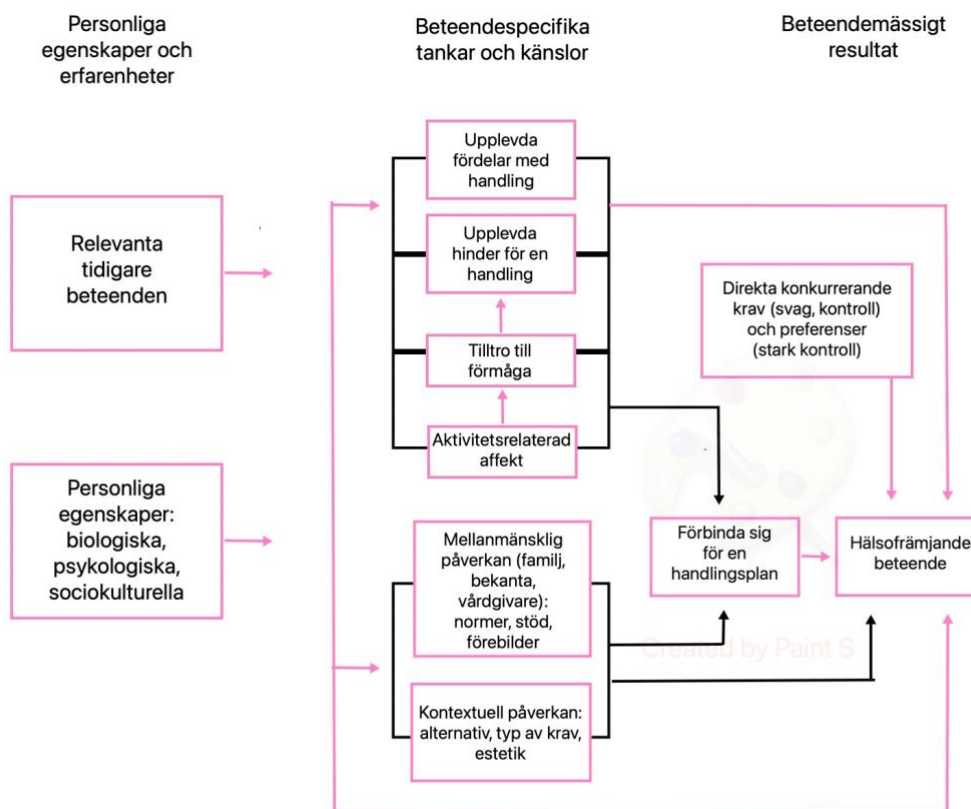 Personliga
egenskaper och
erfarenheter
Beteendespecifika
tankar och känslor
Beteendemässigt
resultat
Relevanta
tidigare
beteenden
Personliga
egenskaper:
biologiska,
psykologiska,
sociokulturella
Upplevda
fördelar med
handling
Upplevda
hinder för en
handling
Tilltro till
förmåga
Aktivitetsrelaterad
affekt
Mellanmänsklig
påverkan (familj,
bekanta,
vårdgivare):
normer, stöd,
förebilder
Kontextuell påverkan:
alternativ, typ av krav,
estetik
Direkta konkurrerande
krav (svag, kontroll)
och preferenser
(stark kontroll)
Förbinda sig
för en
handlingsplan
Hälsofrämjande
beteende
Created by Paint S